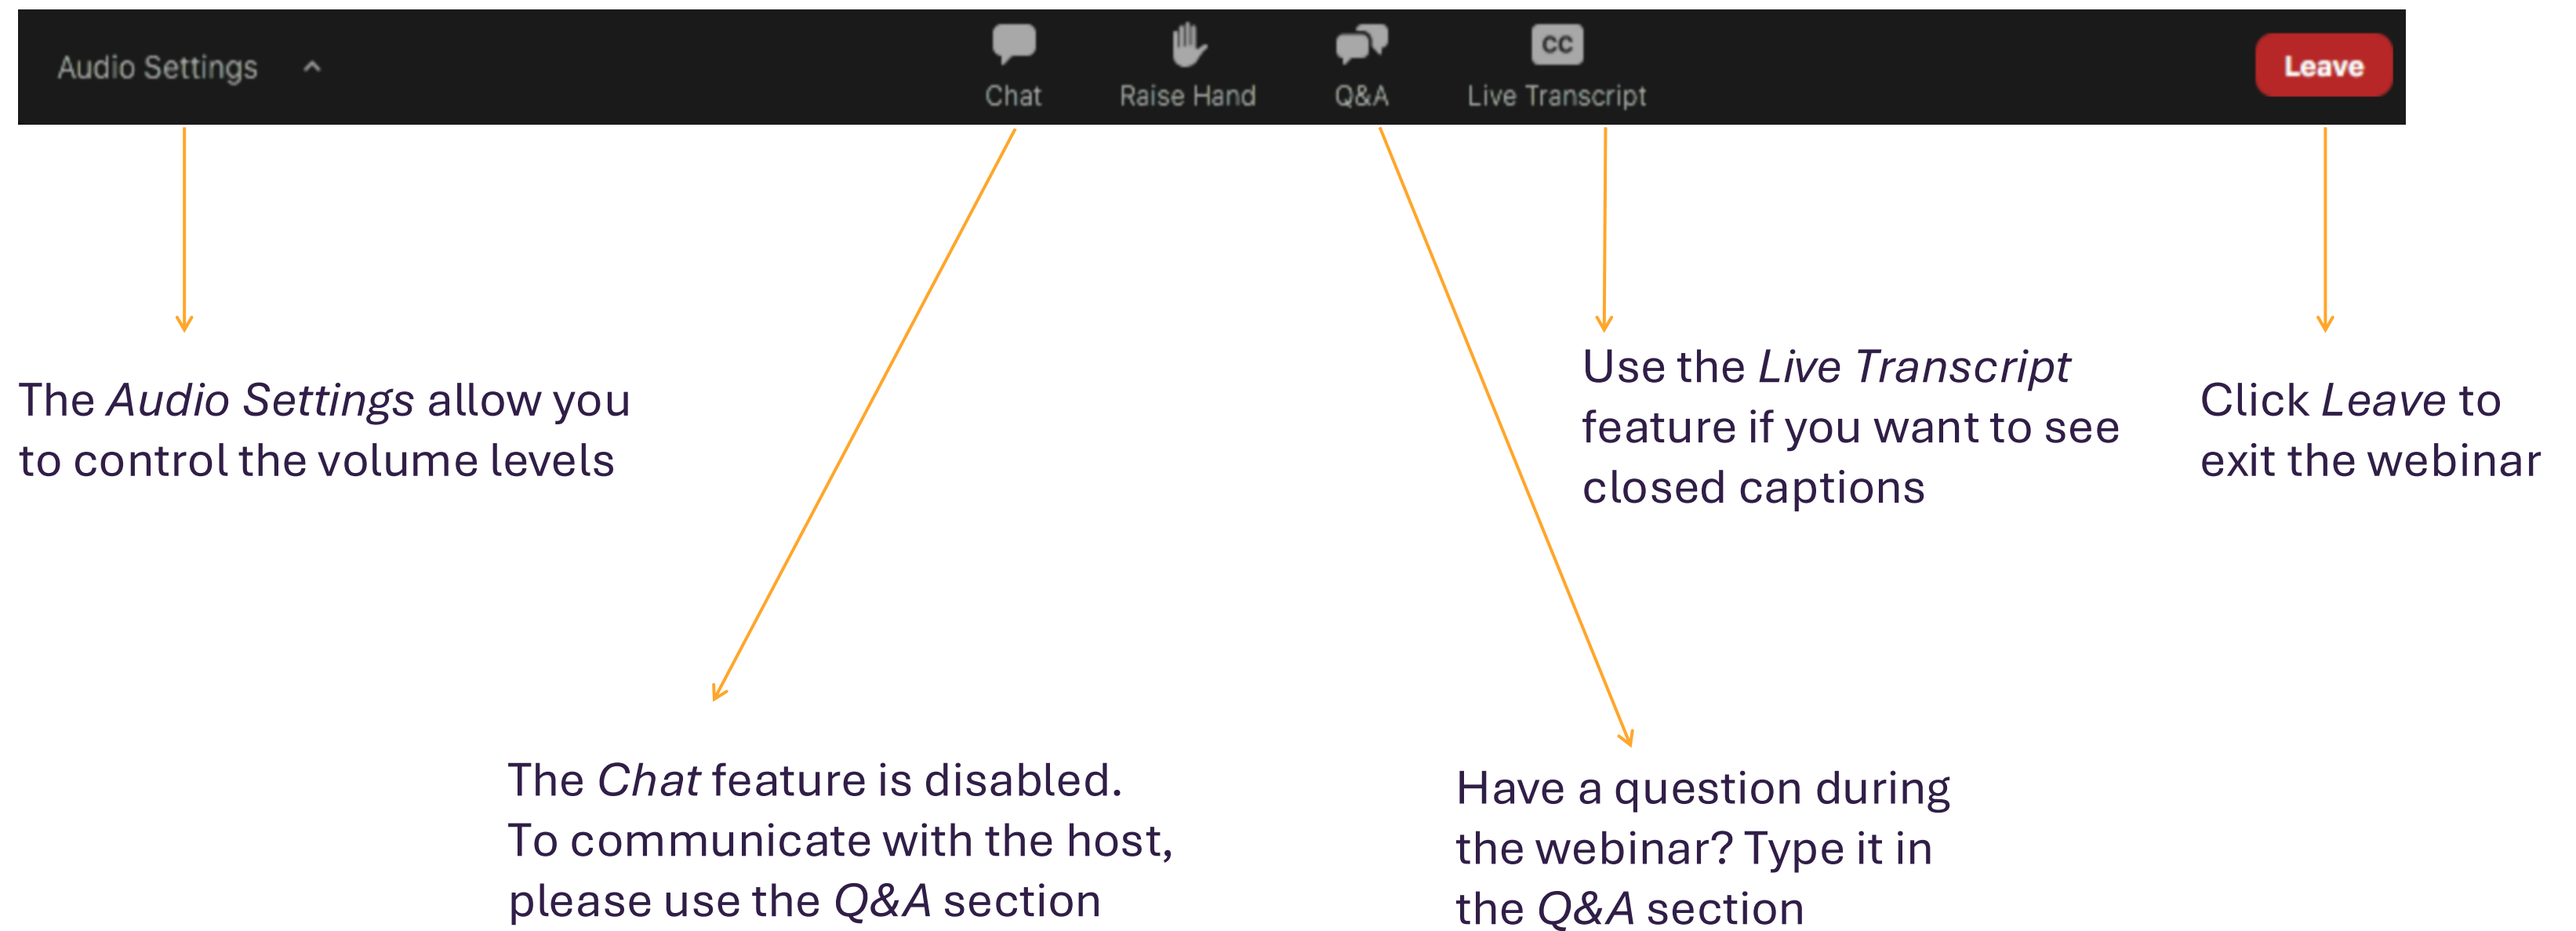 Audio Settings
Chat
Raise Hand
Q&A
CC
Live Transcript
Leave
The Audio Settings allow you
to control the volume levels
Use the Live Transcript
feature if you want to see
closed captions
Click Leave to
exit the webinar
The Chat feature is disabled.
To communicate with the host,
please use the Q&A section
Have a question during
the webinar? Type it in
the Q&A section